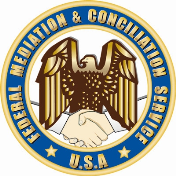 FEDERAL MEDIATION & CONCILIATION SERVICE
U.S.A